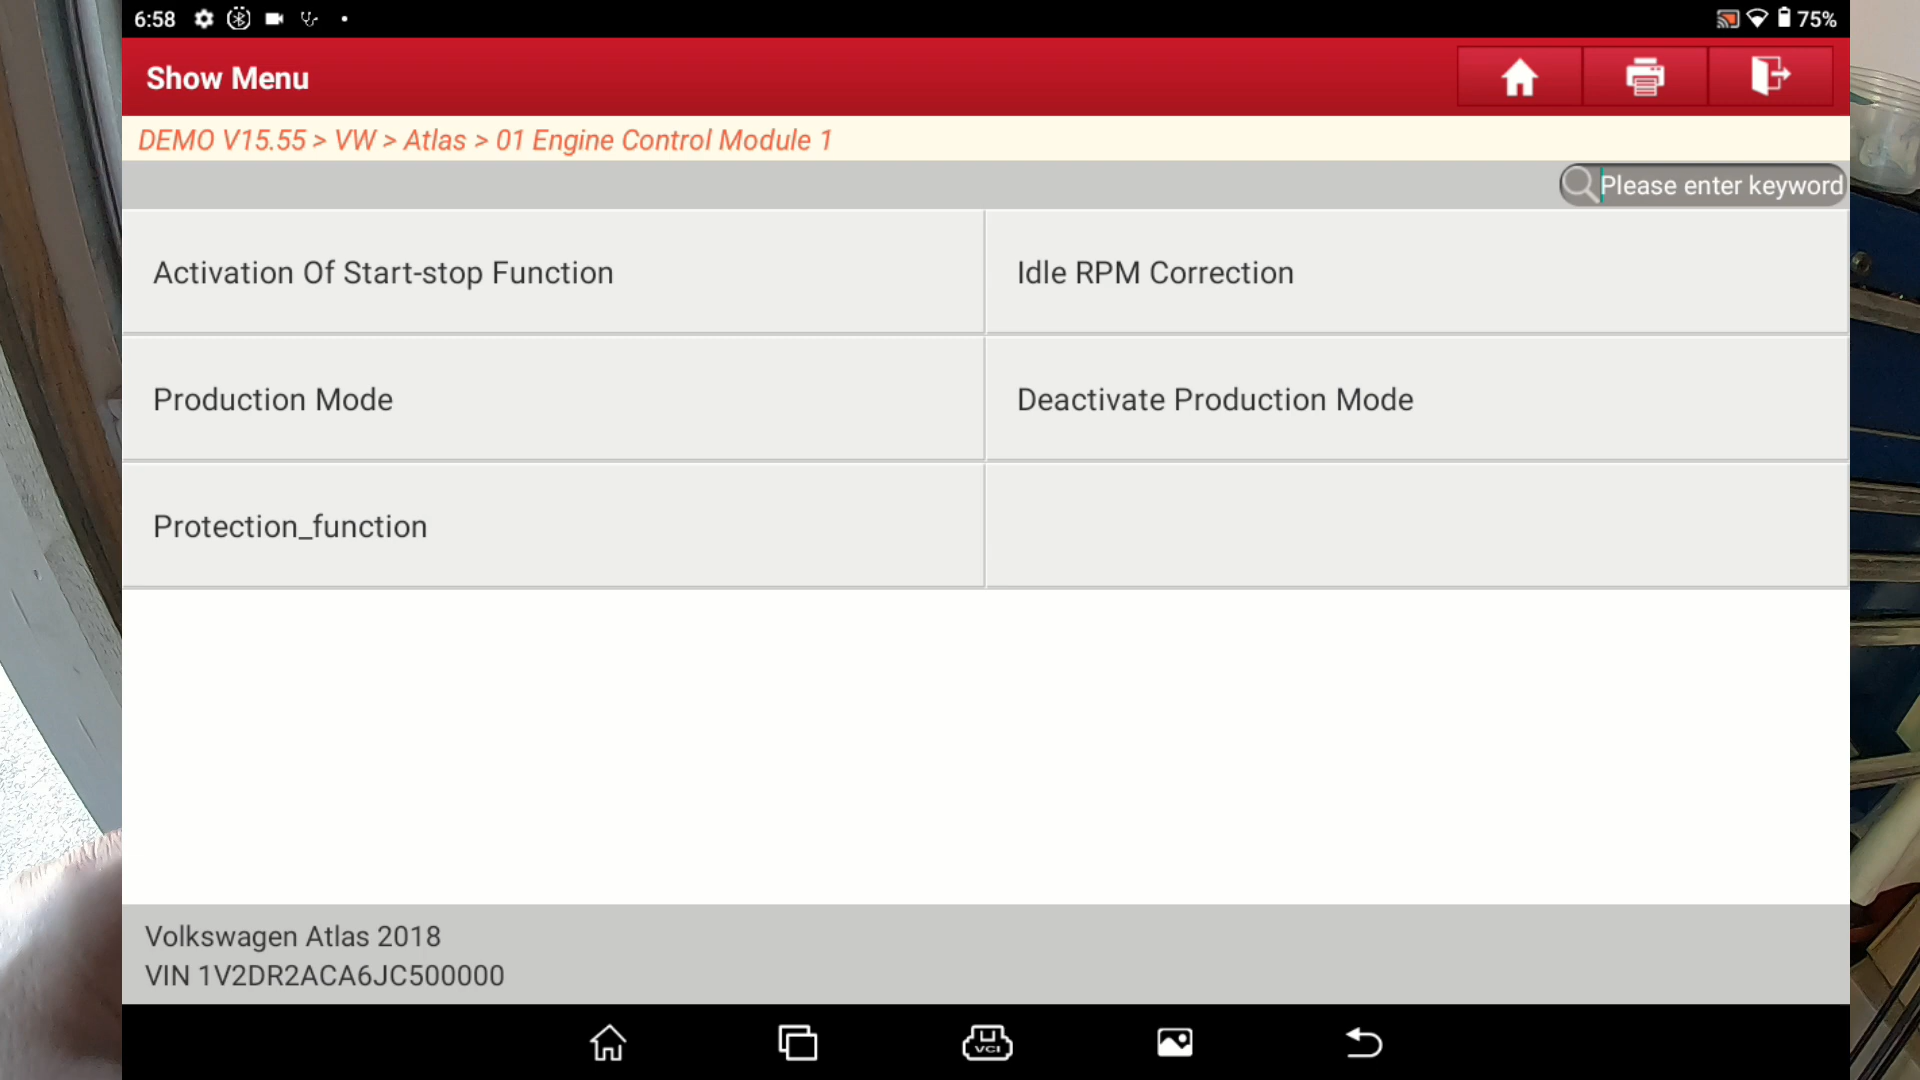 6:58
75%
Show Menu
DEMO V15.55 > VW > Atlas > 01 Engine Control Module 1
Please enter keyword
Activation Of Start-stop Function
Idle RPM Correction
Production Mode
Deactivate Production Mode
Protection_function
Volkswagen Atlas 2018
VIN 1V2DR2ACA6JC500000
VCI